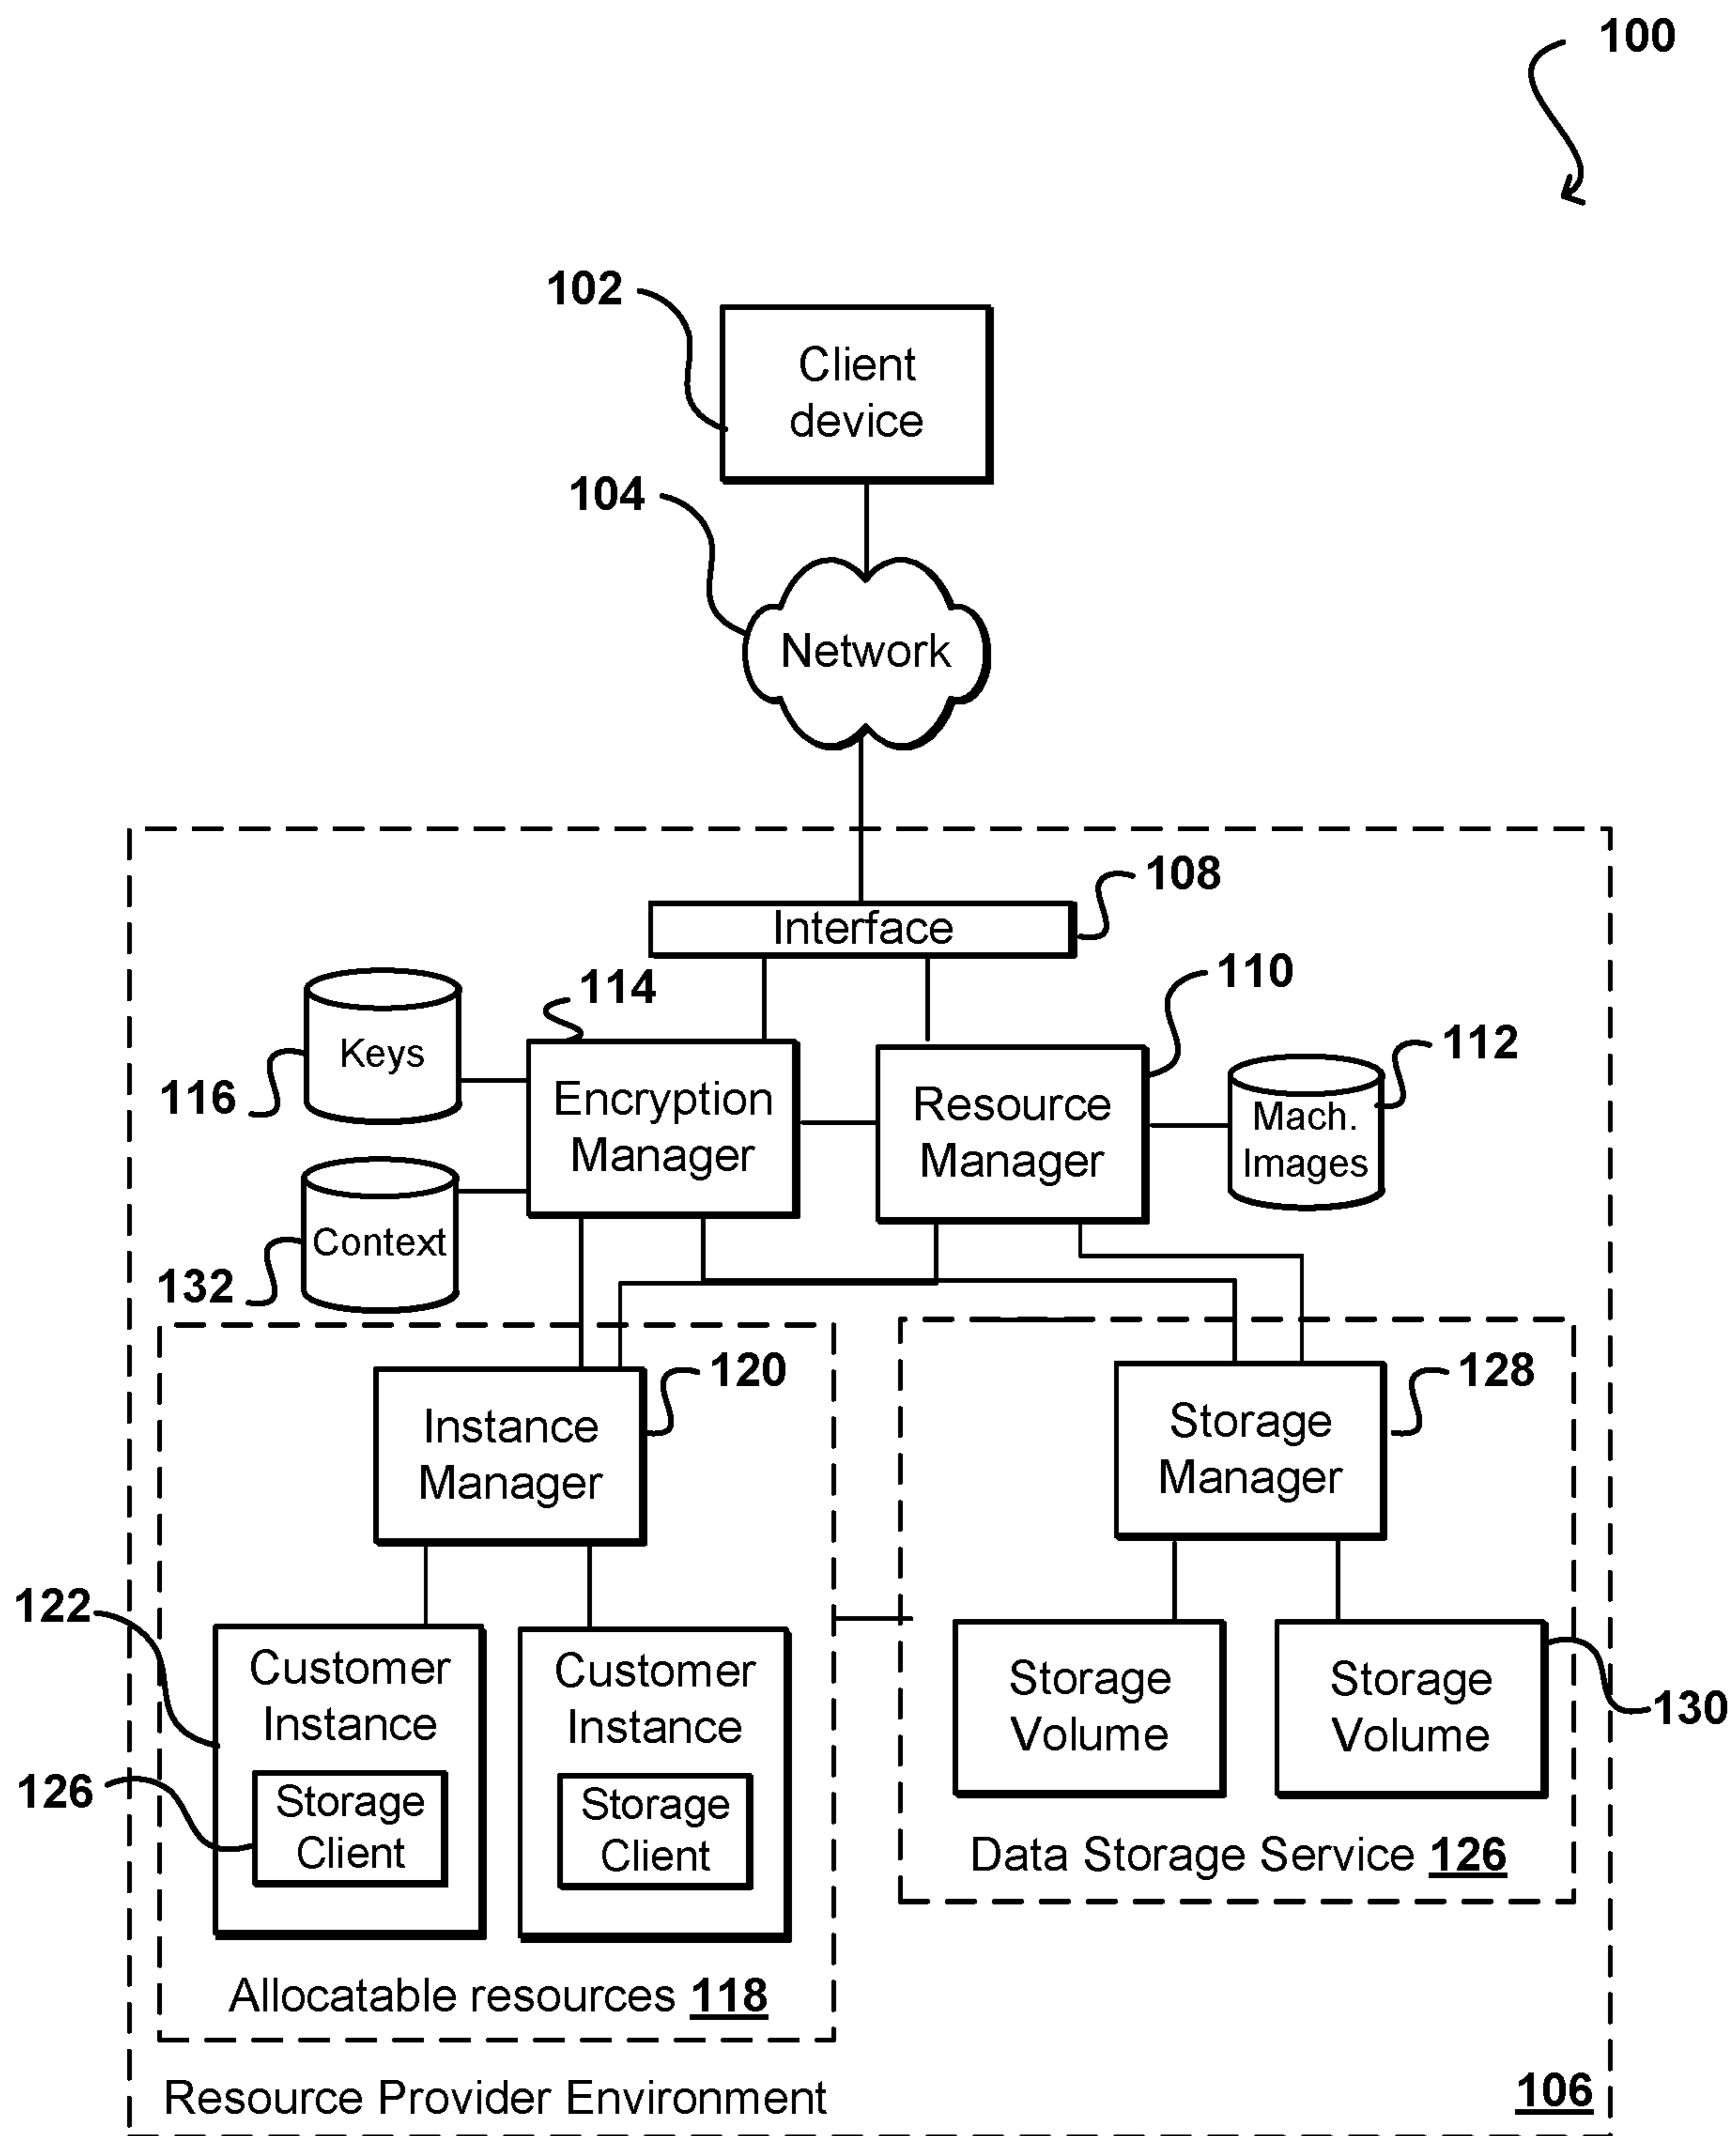 100
102
Client
device
104
Network
108
Interface
114
110
Keys
116
Encryption
Manager
Resource
Manager
112
Mach.
Images
Context
132
120
128
Instance
Manager
Storage
Manager
122
Customer
Instance
Customer
Instance
Storage
Volume
Storage
Volume
130
126
Storage
Client
Storage
Client
Data Storage Service 126
Allocatable resources 118
Resource Provider Environment
106